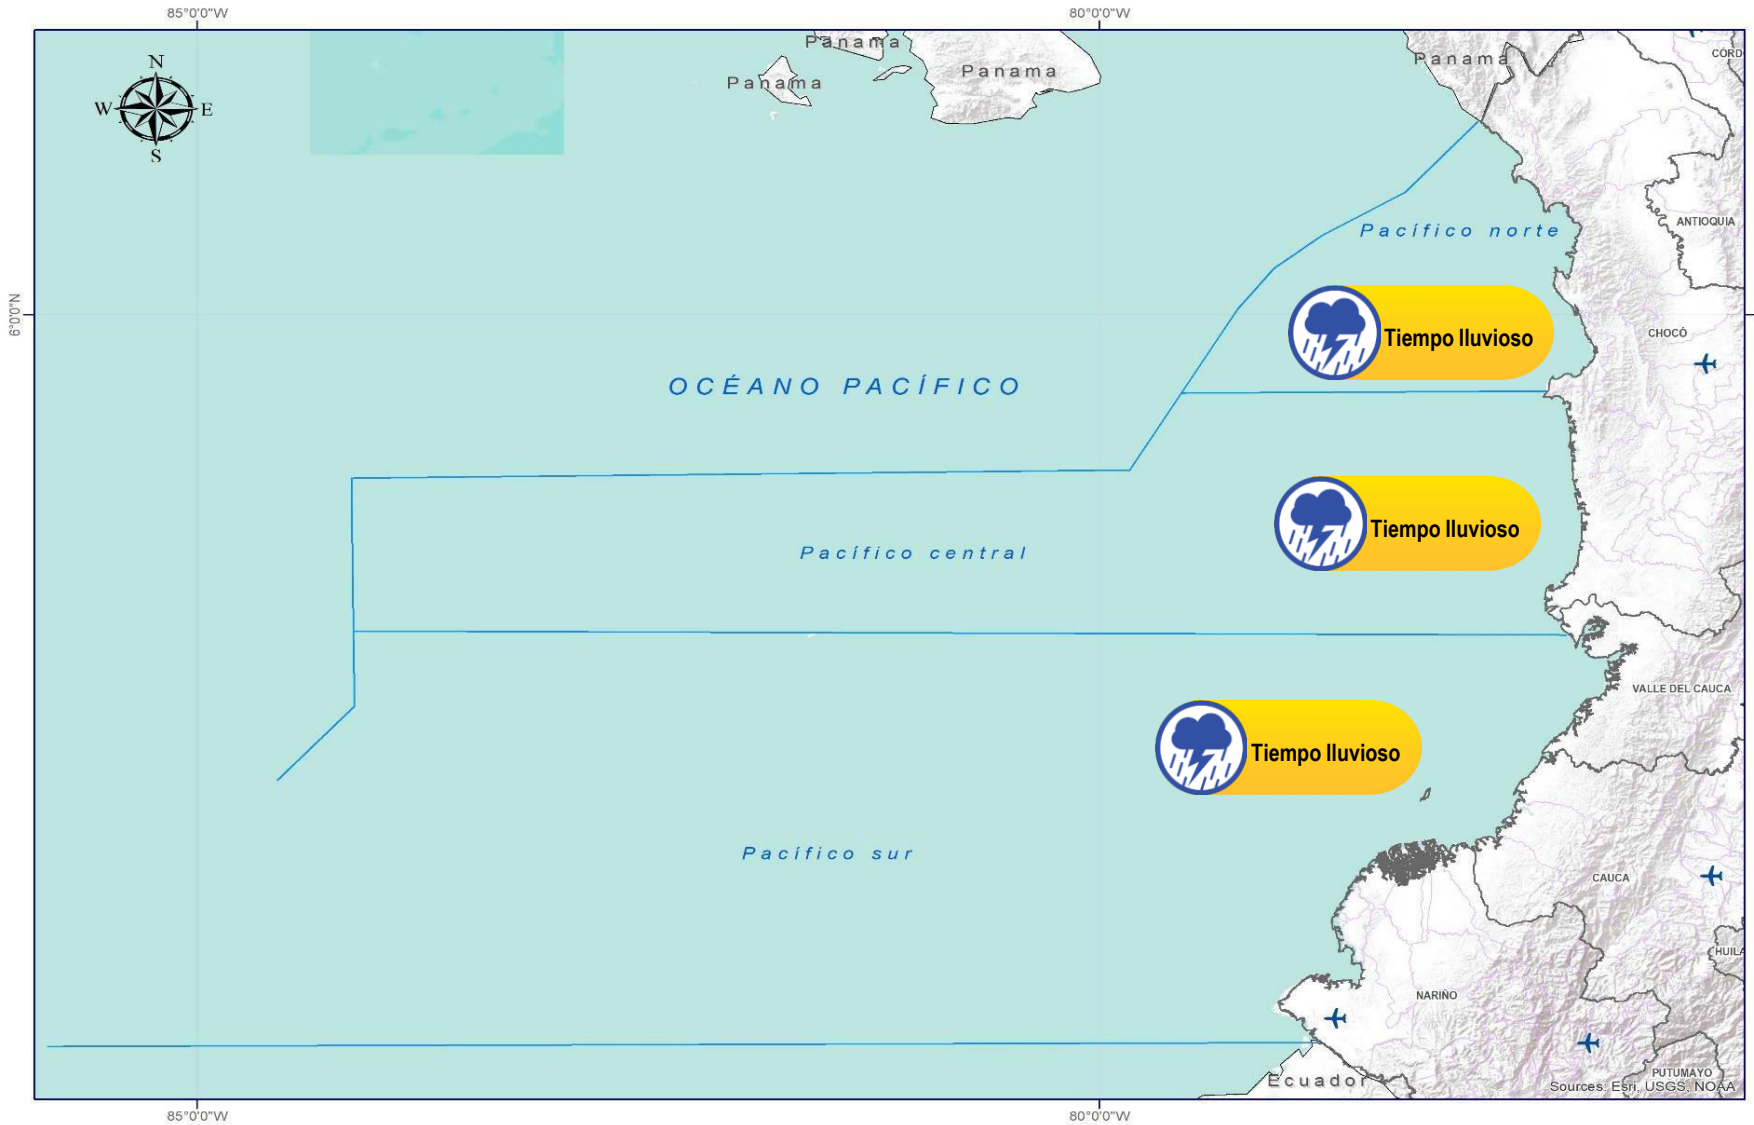 85°0'0"W
80°0'0"W
N
W
E
S
Panama
Panama
Panama
Panama
ANTIOQUIA
Pacífico norte
6°0'0"N
Tiempo lluvioso
CHOCÓ
OCÉANO PACÍFICO
Tiempo lluvioso
Pacífico central
VALLE DEL CAUCA
Tiempo lluvioso
Pacífico sur
CAUCA
HUILA
NARIÑO
PUTUMAYO
Ecuador
Sources: Esri, USGS, NOAA
85°0'0"W
80°0'0"W